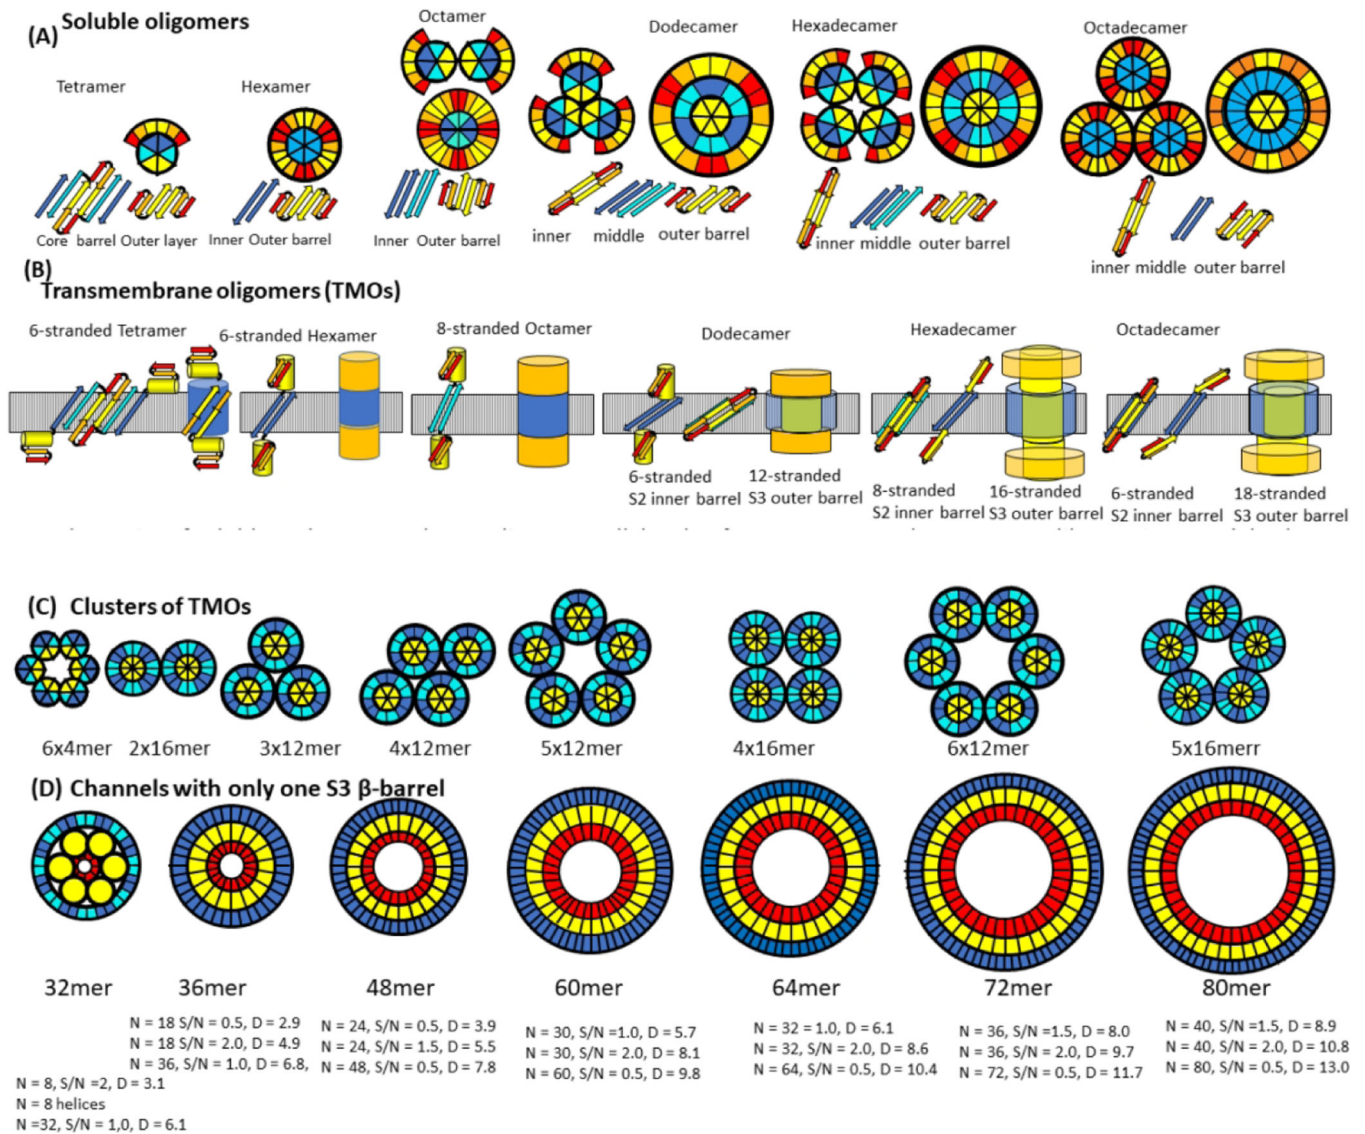 (A) Soluble oligomers
Tetramer
Hexamer
Octamer
Dodecamer
Hexadecamer
Octadecamer
Core barrel Outer layer
Inner Outer barrel
Inner Outer barrel
inner middle outer barrel
inner middle outer barrel
inner middle outer barrel
(B)
Transmembrane oligomers (TMOs)
6-stranded Tetramer
6-stranded Hexamer
8-stranded Octamer
Dodecamer
Hexadecamer
Octadecamer
6-stranded
S2 inner barrel
12-stranded
S3 outer barrel
8-stranded
S2 inner barrel
16-stranded
S3 outer barrel
6-stranded
S2 inner barrel
18-stranded
S3 outer barrel
(C) Clusters of TMOs
6x4mer
2x16mer
3x12mer
4x12mer
5x12mer
4x16mer
6x12mer
5x16merr
(D) Channels with only one S3 β-barrel
32mer
36mer
48mer
60mer
64mer
72mer
80mer
N = 8, S/N =2, D = 3.1
N = 8 helices
N =32, S/N = 1,0, D = 6.1
N = 18 S/N = 0.5, D = 2.9
N = 18 S/N = 2.0, D = 4.9
N = 36, S/N = 1.0, D = 6.8,
N = 24, S/N = 0.5, D = 3.9
N = 24, S/N = 1.5, D = 5.5
N = 48, S/N = 0.5, D = 7.8
N = 30, S/N =1.0, D = 5.7
N = 30, S/N = 2.0, D = 8.1
N = 60, S/N = 0.5, D = 9.8
N = 32 = 1.0, D = 6.1
N = 32, S/N = 2.0, D = 8.6
N = 64, S/N = 0.5, D = 10.4
N = 36, S/N =1.5, D = 8.0
N = 36, S/N = 2.0, D = 9.7
N = 72, S/N = 0.5, D = 11.7
N = 40, S/N =1.5, D = 8.9
N = 40, S/N = 2.0, D = 10.8
N = 80, S/N = 0.5, D = 13.0